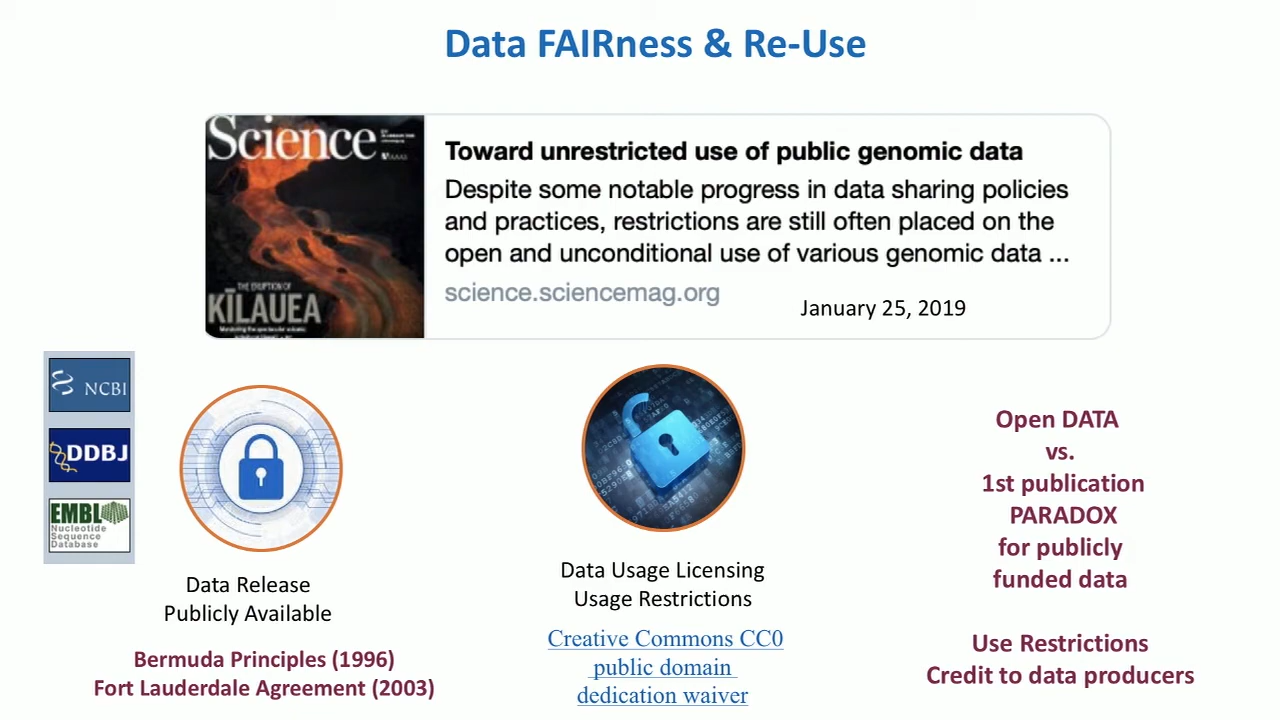 Data FAIRness & Re-Use
Science
THE ERUPTION OF
KĪLAUEA
Toward unrestricted use of public genomic data
Despite some notable progress in data sharing policies
and practices, restrictions are still often placed on the
open and unconditional use of various genomic data ...
science.sciencemag.org
January 25, 2019
NCBI
DDBJ
EMBL
Nucleotide
Sequence
Database
Data Release
Publicly Available
Bermuda Principles (1996)
Fort Lauderdale Agreement (2003)
Data Usage Licensing
Usage Restrictions
Creative Commons CC0
public domain
dedication waiver
Open DATA
vs.
1st publication
PARADOX
for publicly
funded data
Use Restrictions
Credit to data producers